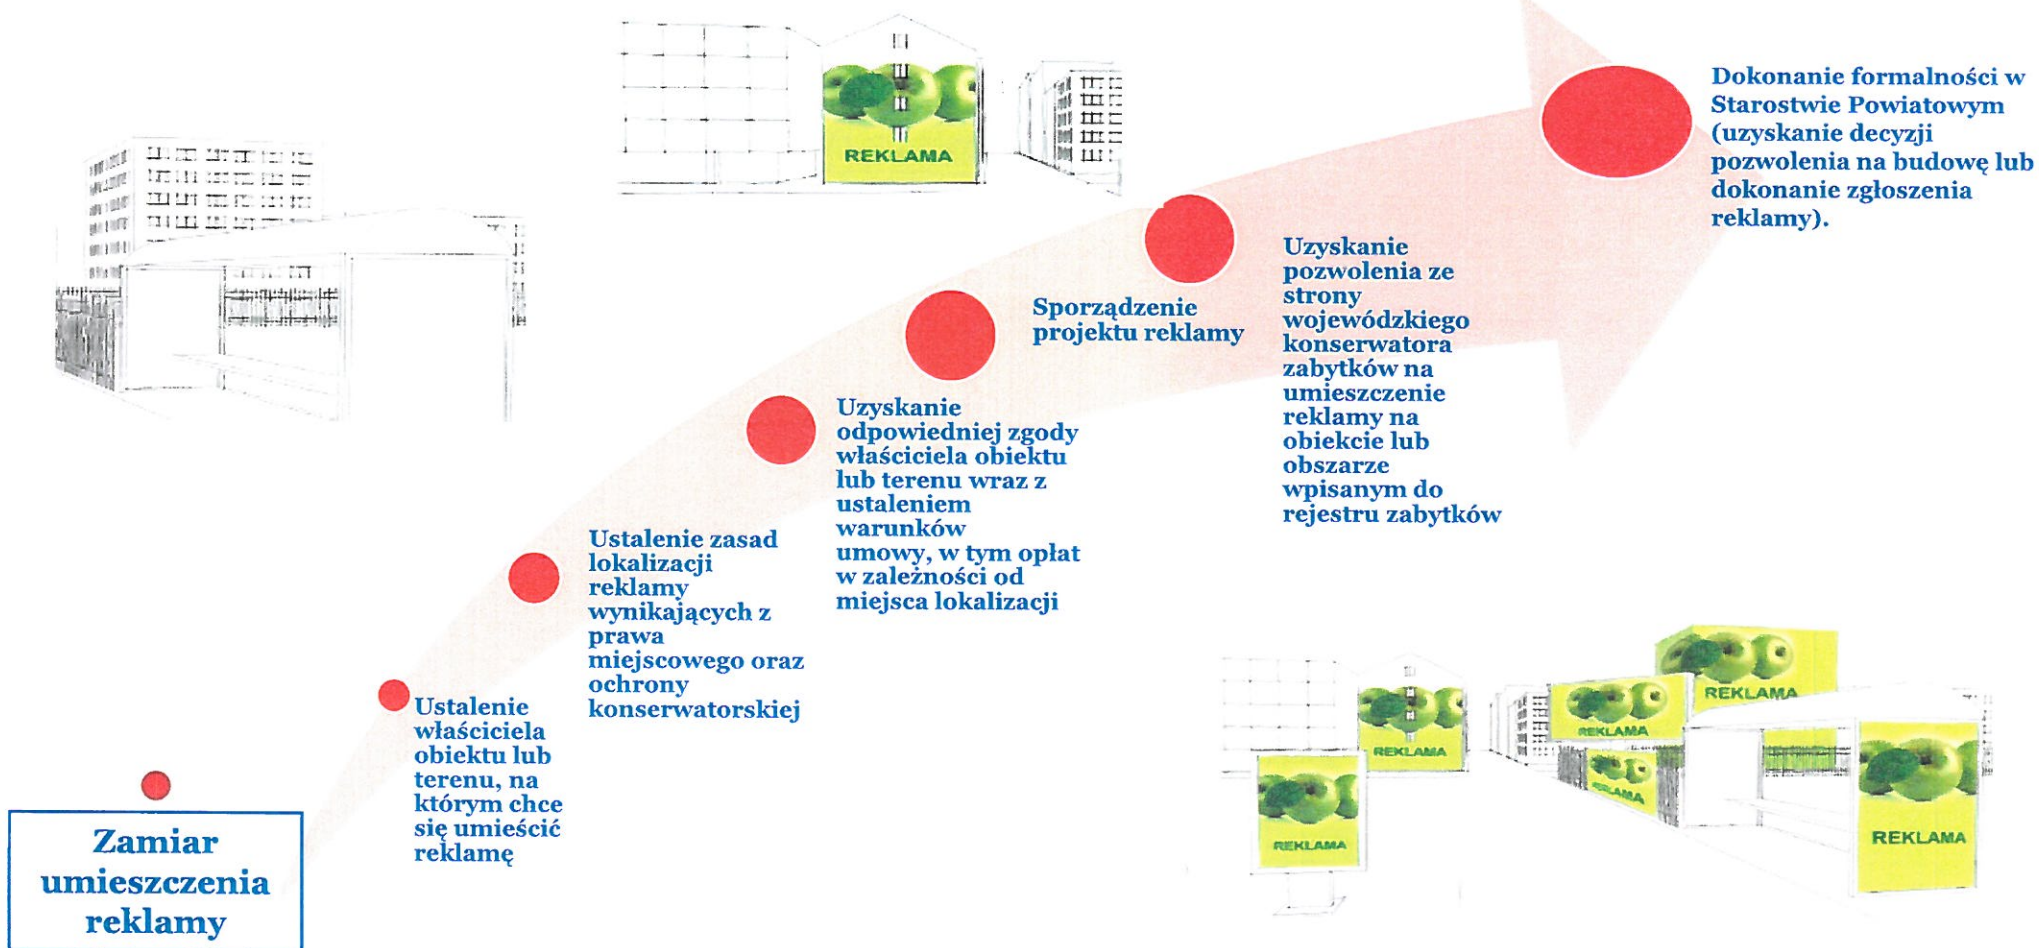 Zamiar
umieszczenia
reklamy
Ustalenie
właściciela
obiektu lub
terenu, na
którym chce
się umieścić
reklamę
Ustalenie zasad
lokalizacji
reklamy
wynikających z
prawa
miejscowego oraz
ochrony
konserwatorskiej
Uzyskanie
odpowiedniej zgody
właściciela obiektu
lub terenu wraz z
ustaleniem
warunków
umowy, w tym opłat
w zależności od
miejsca lokalizacji
Sporządzenie
projektu reklamy
Uzyskanie
pozwolenia ze
strony
wojewódzkiego
konserwatora
zabytków na
umieszczenie
reklamy na
obiekcie lub
obszarze
wpisanym do
rejestru zabytków
Dokonanie formalności w
Starostwie Powiatowym
(uzyskanie decyzji
pozwolenia na budowę lub
dokonanie zgłoszenia
reklamy).
REKLAMA
REKLAMA
REKLAMA
REKLAMA
REKLAMA
REKLAMA
REKLAMA